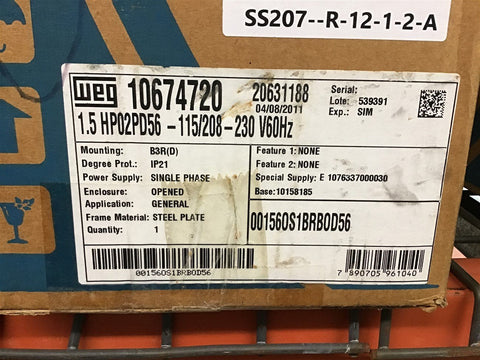 SS207--R-12-1-2-A
WEG 10674720 20631188
04/08/2011
Serial:
Lote: 539391
Exp.: SIM
1.5 HP02PD56 -115/208-230 V60Hz
Mounting: B3R(D)
Degree Prot.: IP21
Power Supply: SINGLE PHASE
Enclosure: OPENED
Application: GENERAL
Frame Material: STEEL PLATE
Quantity: 1
Feature 1: NONE
Feature 2: NONE
Special Supply: E 1076337000030
Base: 10158185
00156OS1BRBOD56
00156OS1BRBOD56
7 890705 961040